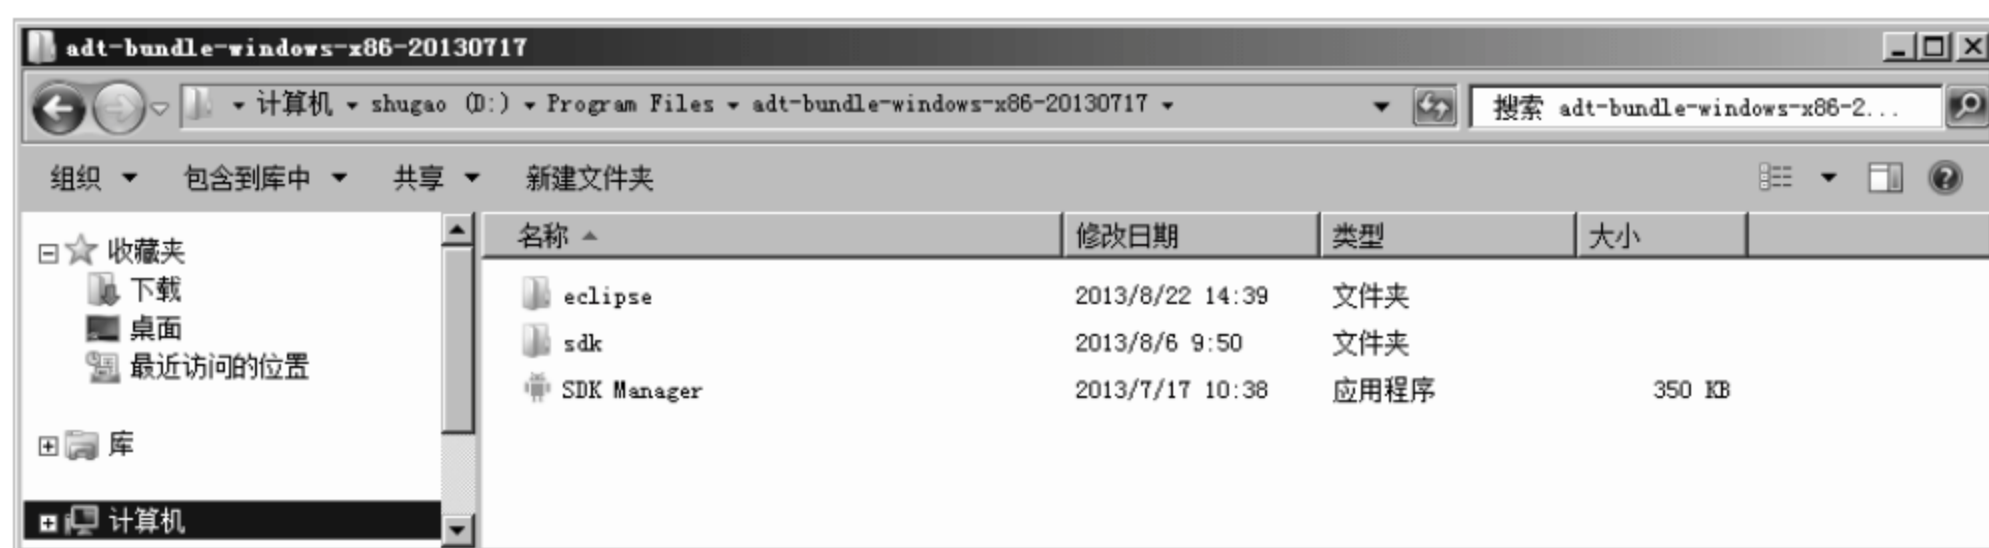 adt-bundle-windows-x86-20130717
计算机 shugao (D:) Program Files adt-bundle-windows-x86-20130717 搜索 adt-bundle-windows-x86-2...
组织 包含到库中 共享 新建文件夹
名称 修改日期 类型 大小
收藏夹
下载
桌面
最近访问的位置
库
计算机
eclipse 2013/8/22 14:39 文件夹
sdk 2013/8/6 9:50 文件夹
SDK Manager 2013/7/17 10:38 应用程序 350 KB